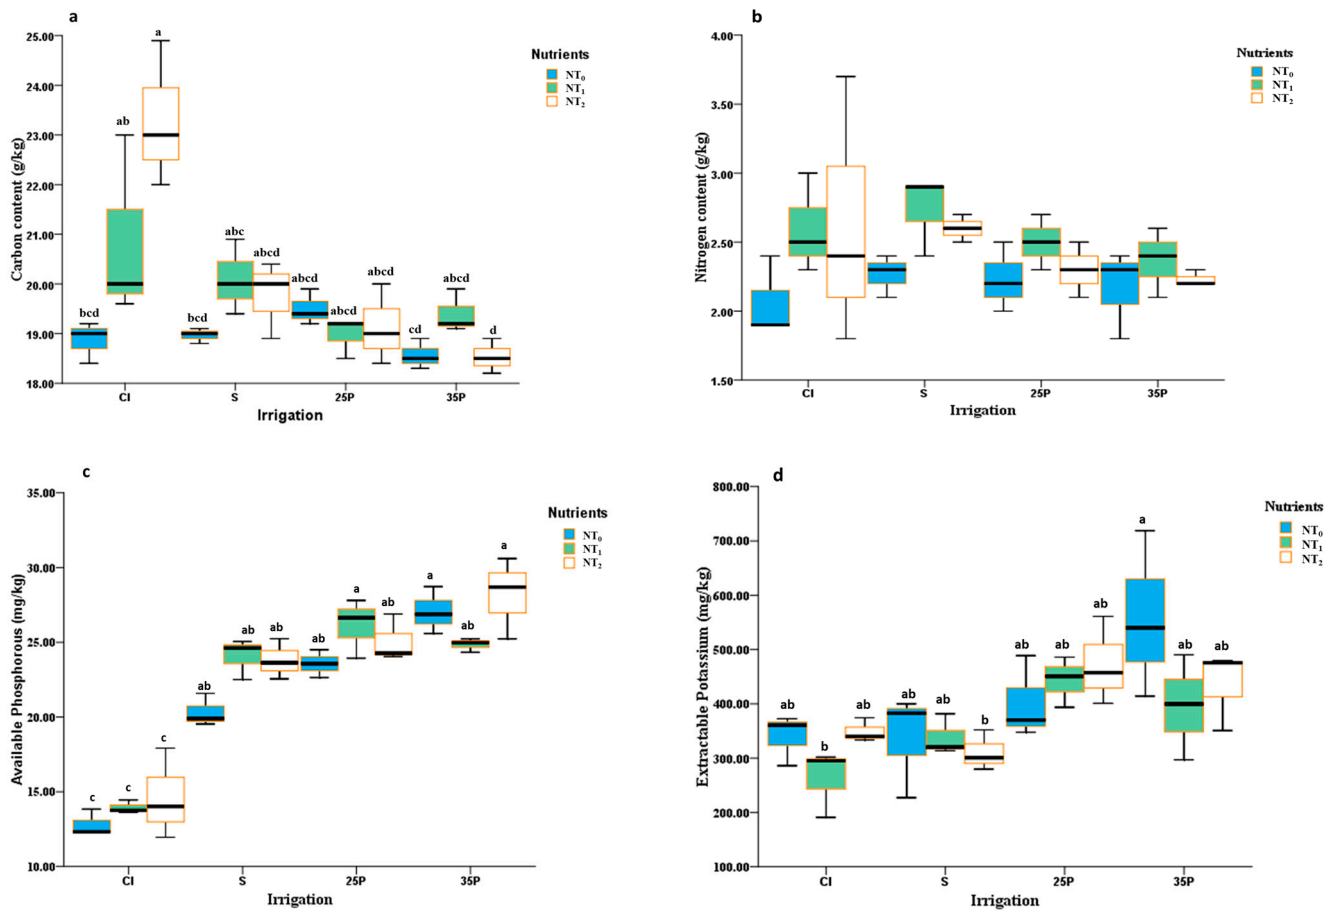 a
25.00
24.00
23.00
22.00
21.00
20.00
19.00
18.00
Carbon content (g/kg)
a
ab
bcd
bcd
abc
abcd
abcd
abcd
abcd
cd
abcd
d
CI S 25P 35P
Irrigation
Nutrients
NT0
NT1
NT2
b
4.00
3.50
3.00
2.50
2.00
1.50
Nitrogen content (g/kg)
CI S 25P 35P
Irrigation
Nutrients
NT0
NT1
NT2
c
35.00
30.00
25.00
20.00
15.00
10.00
Available Phosphorous (mg/kg)
c
c
c
ab
ab
ab
ab
a
ab
a
ab
a
CI S 25P 35P
Irrigation
Nutrients
NT0
NT1
NT2
d
800.00
700.00
600.00
500.00
400.00
300.00
200.00
100.00
Extractable Potassium (mg/kg)
ab
b
ab
ab
ab
b
ab
ab
ab
a
ab
ab
CI S 25P 35P
Irrigation
Nutrients
NT0
NT1
NT2